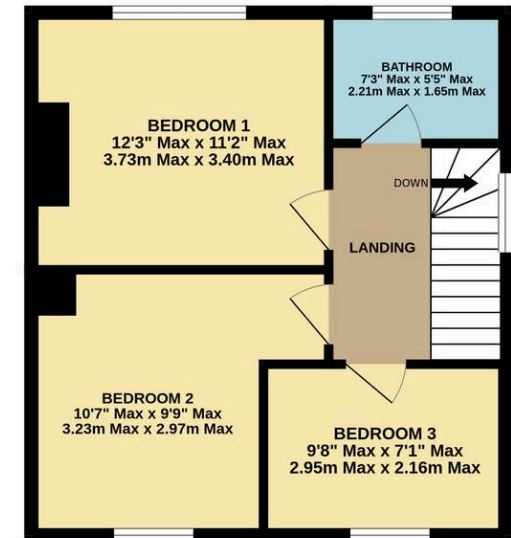 BEDROOM 1
12'3" Max x 11'2" Max
3.73m Max x 3.40m Max
BATHROOM
7'3" Max x 5'5" Max
2.21m Max x 1.65m Max
DOWN
LANDING
BEDROOM 2
10'7" Max x 9'9" Max
3.23m Max x 2.97m Max
BEDROOM 3
9'8" Max x 7'1" Max
2.95m Max x 2.16m Max